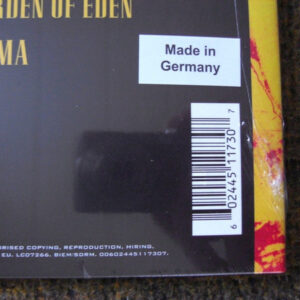 RDEN OF EDEN
MA
Made in
Germany
6 02445 11730 7
RISED COPYING, REPRODUCTION, HIRING,
EU. LC07266. BIEM/SDRM. 00602445117307.